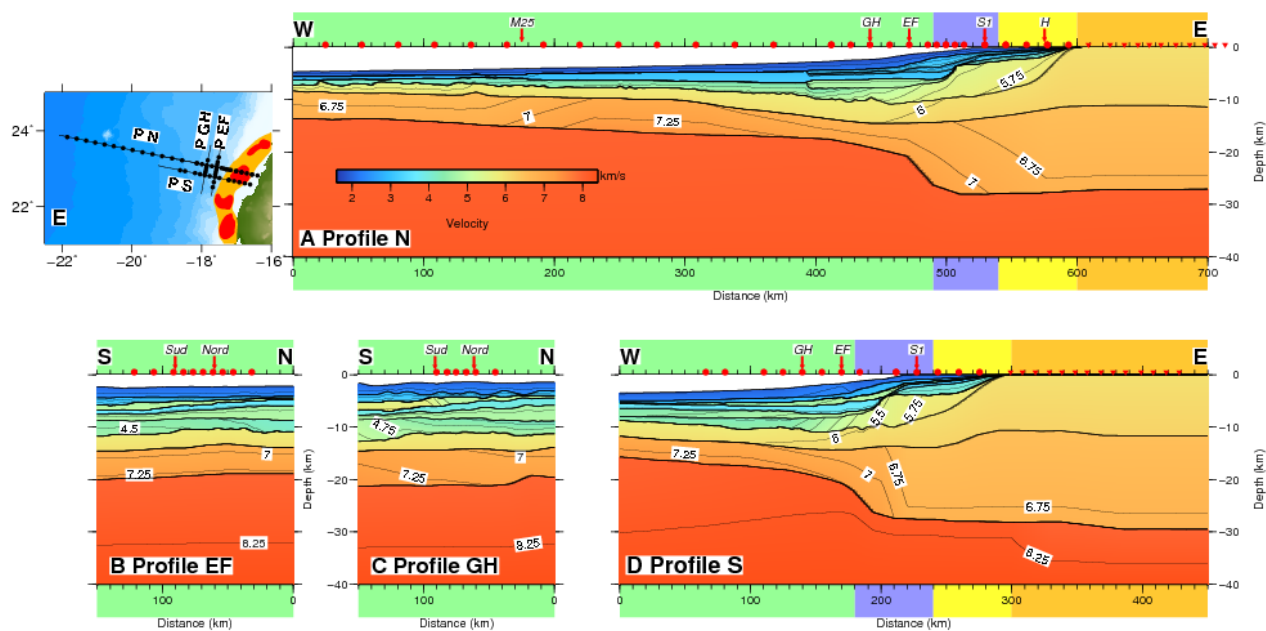 W
M25
GH
EF
S1
H
E
0
-10
-20
-30
-40
Depth (km)
5.75
6
6.75
7
7.25
6.75
7
km/s
2 3 4 5 6 7 8
Velocity
A Profile N
0 100 200 300 400 500 600 700
Distance (km)
24°
22°
P N
P GH
P EF
P S
E
−22° −20° −18° −16°
S
Sud
Nord
N
4.5
7
7.25
8.25
B Profile EF
100 0
Distance (km)
Depth (km)
S
Sud
Nord
N
0
−10
−20
−30
−40
4.75
7
7.25
8.25
C Profile GH
100 0
Distance (km)
W
GH
EF
S1
E
0
−10
−20
−30
−40
Depth (km)
5.5
5.75
6
7.25
7
6.75
6.75
8.25
D Profile S
0 100 200 300 400
Distance (km)